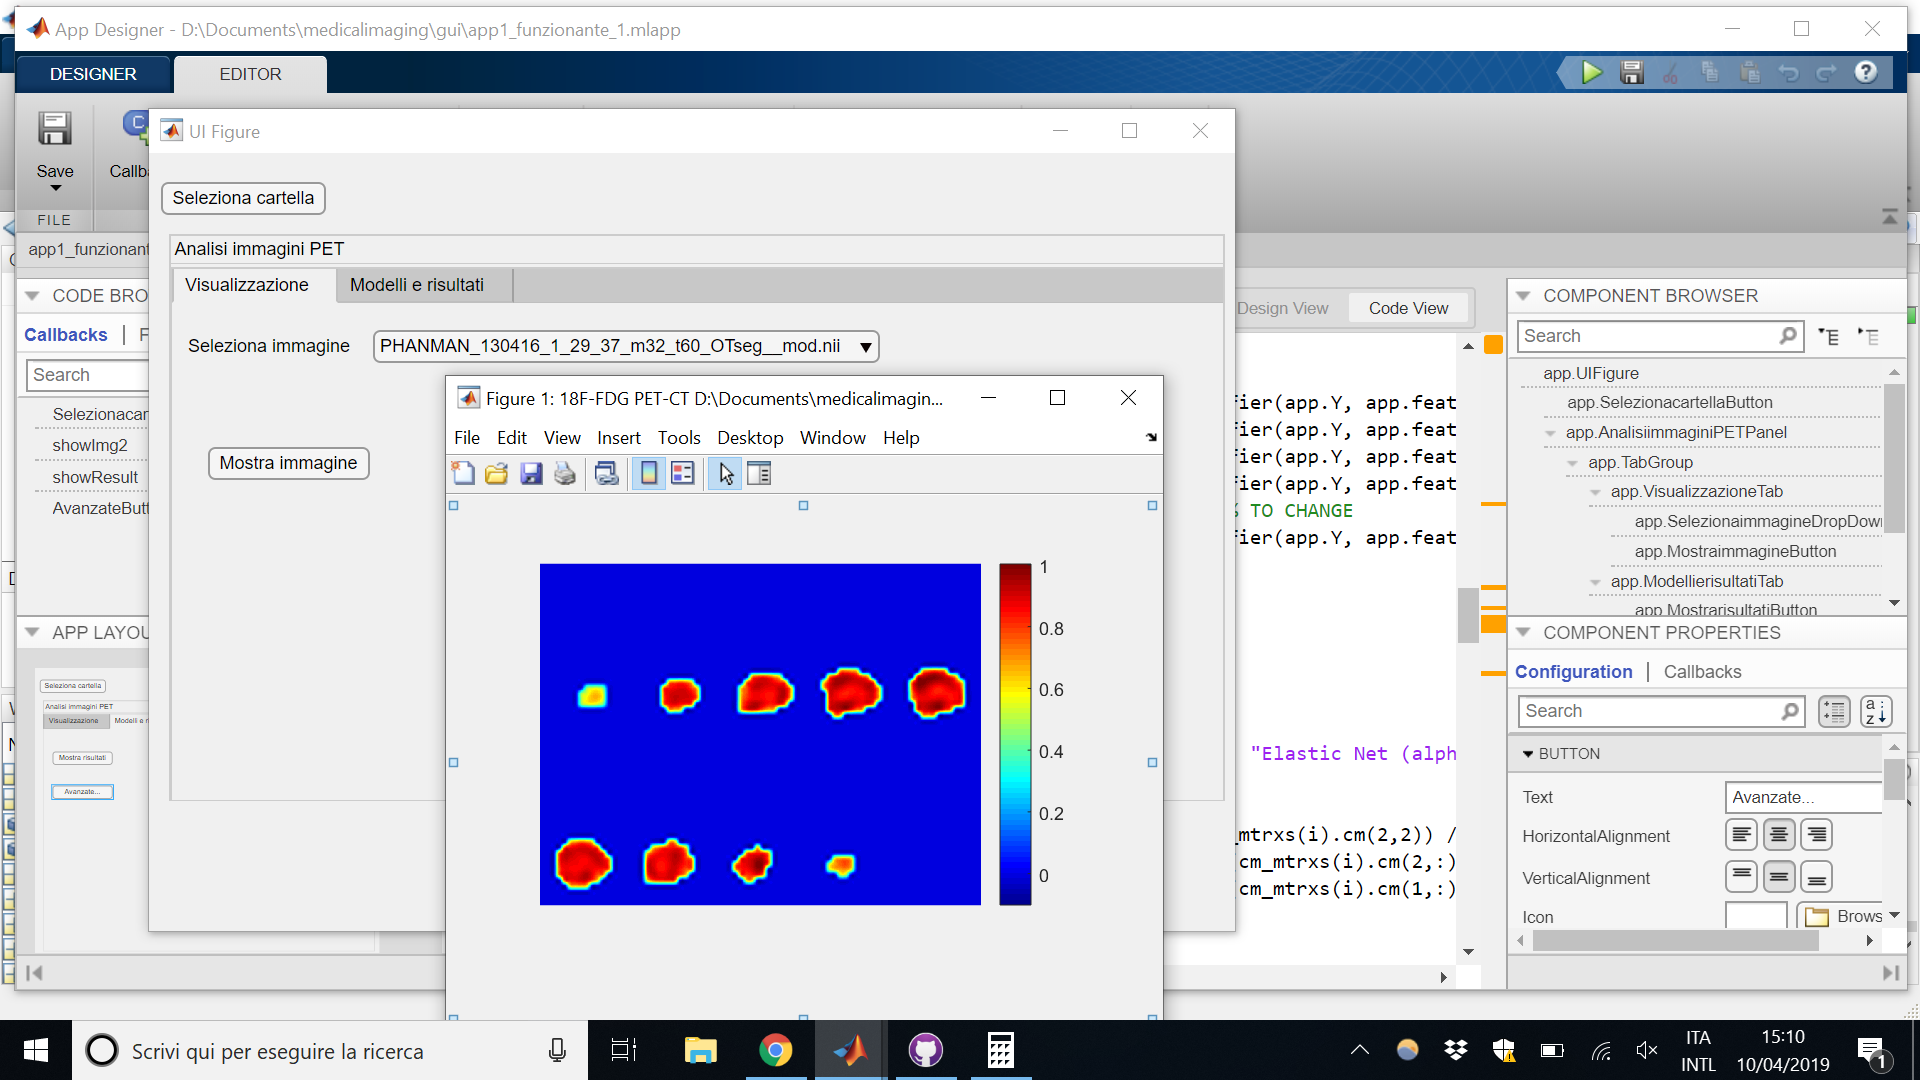 App Designer - D:\Documents\medicalimaging\gui\app1_funzionante_1.mlapp
DESIGNER
EDITOR
Save
Callb
FILE
app1_funzionant
CODE BRO
Callbacks
F
Search
Selezionacar
showImg2
showResult
AvanzateButt
APP LAYOU
Seleziona cartella
Analisi immagini PET
Visualizzazione
Modelli e ri
Mostra risultati
Avanzate...
UI Figure
Seleziona cartella
Analisi immagini PET
Visualizzazione
Modelli e risultati
Seleziona immagine
PHANMAN_130416_1_29_37_m32_t60_OTseg__mod.nii
Mostra immagine
Figure 1: 18F-FDG PET-CT D:\Documents\medicalimagin...
File Edit View Insert Tools Desktop Window Help
1
0.8
0.6
0.4
0.2
0
Design View
Code View
fier(app.Y, app.feat
fier(app.Y, app.feat
fier(app.Y, app.feat
fier(app.Y, app.feat
% TO CHANGE
fier(app.Y, app.feat
"Elastic Net (alph
_mtrxs(i).cm(2,2)) /
cm_mtrxs(i).cm(2,:)
cm_mtrxs(i).cm(1,:)
COMPONENT BROWSER
Search
app.UIFigure
app.SelezionacartellaButton
app.AnalisiimmaginiPETPanel
app.TabGroup
app.VisualizzazioneTab
app.SelezionaimmagineDropDow
app.MostraimmagineButton
app.ModellierisultatiTab
app.MostrarisultatiButton
COMPONENT PROPERTIES
Configuration
Callbacks
Search
BUTTON
Text
Avanzate...
HorizontalAlignment
VerticalAlignment
Icon
Brows
Scrivi qui per eseguire la ricerca
ITA
INTL
15:10
10/04/2019
1